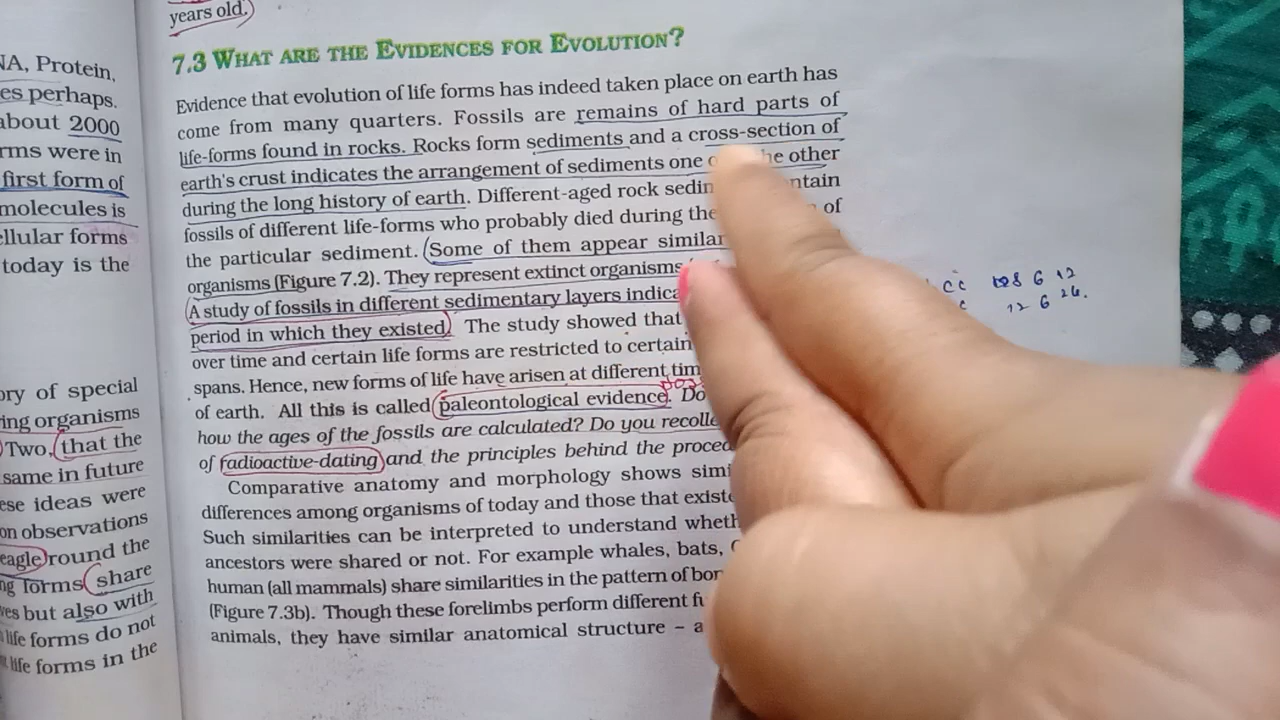 NA, Protein,
es perhaps.
about 2000
rms were in
first form of
molecules is
ellular forms
today is the
ory of special
ing organisms
Two, that the
same in future
ese ideas were
on observations
eagle round the
ng forms share
ves but also with
life forms do not
life forms in the
years old.
7.3 WHAT ARE THE EVIDENCES FOR EVOLUTION?
Evidence that evolution of life forms has indeed taken place on earth has
come from many quarters. Fossils are remains of hard parts of
life-forms found in rocks. Rocks form sediments and a cross-section of
earth's crust indicates the arrangement of sediments one he other
during the long history of earth. Different-aged rock sedin ntain
fossils of different life-forms who probably died during the of
the particular sediment. Some of them appear similar
organisms (Figure 7.2). They represent extinct organisms
A study of fossils in different sedimentary layers indica
period in which they existed. The study showed that
over time and certain life forms are restricted to certain
spans. Hence, new forms of life have arisen at different tim
of earth. All this is called paleontological evidence. Do
how the ages of the fossils are calculated? Do you recolle
of radioactive-dating and the principles behind the proced
Comparative anatomy and morphology shows simi
differences among organisms of today and those that existe
Such similarities can be interpreted to understand wheth
ancestors were shared or not. For example whales, bats,
human (all mammals) share similarities in the pattern of bon
(Figure 7.3b). Though these forelimbs perform different fu
animals, they have similar anatomical structure – a
6 12
12 6 24.